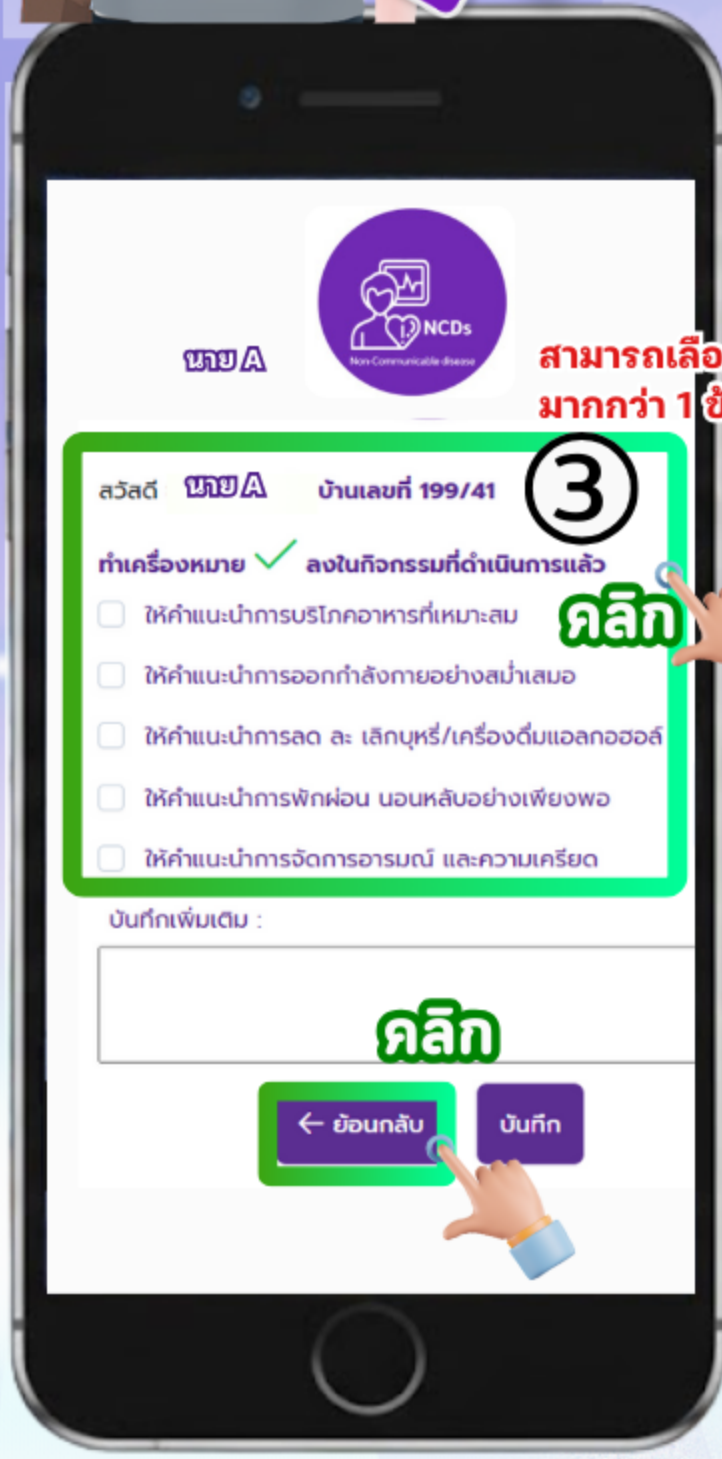 NCDs
Non-Communicable disease
นาย A
สามารถเลือ
มากกว่า 1 ข้
3
สวัสดี นาย A บ้านเลขที่ 199/41
ทำเครื่องหมาย ✓ ลงในกิจกรรมที่ดำเนินการแล้ว
ให้คำแนะนำการบริโภคอาหารที่เหมาะสม
คลิก
ให้คำแนะนำการออกกำลังกายอย่างสม่ำเสมอ
ให้คำแนะนำการลด ละ เลิกบุหรี่/เครื่องดื่มแอลกอฮอล์
ให้คำแนะนำการพักผ่อน นอนหลับอย่างเพียงพอ
ให้คำแนะนำการจัดการอารมณ์ และความเครียด
บันทึกเพิ่มเติม :
คลิก
← ย้อนกลับ บันทึก